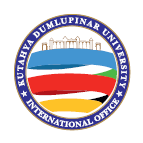 KUTAHYA DUMLUPINAR UNIVERSITY
INTERNATIONAL OFFICE